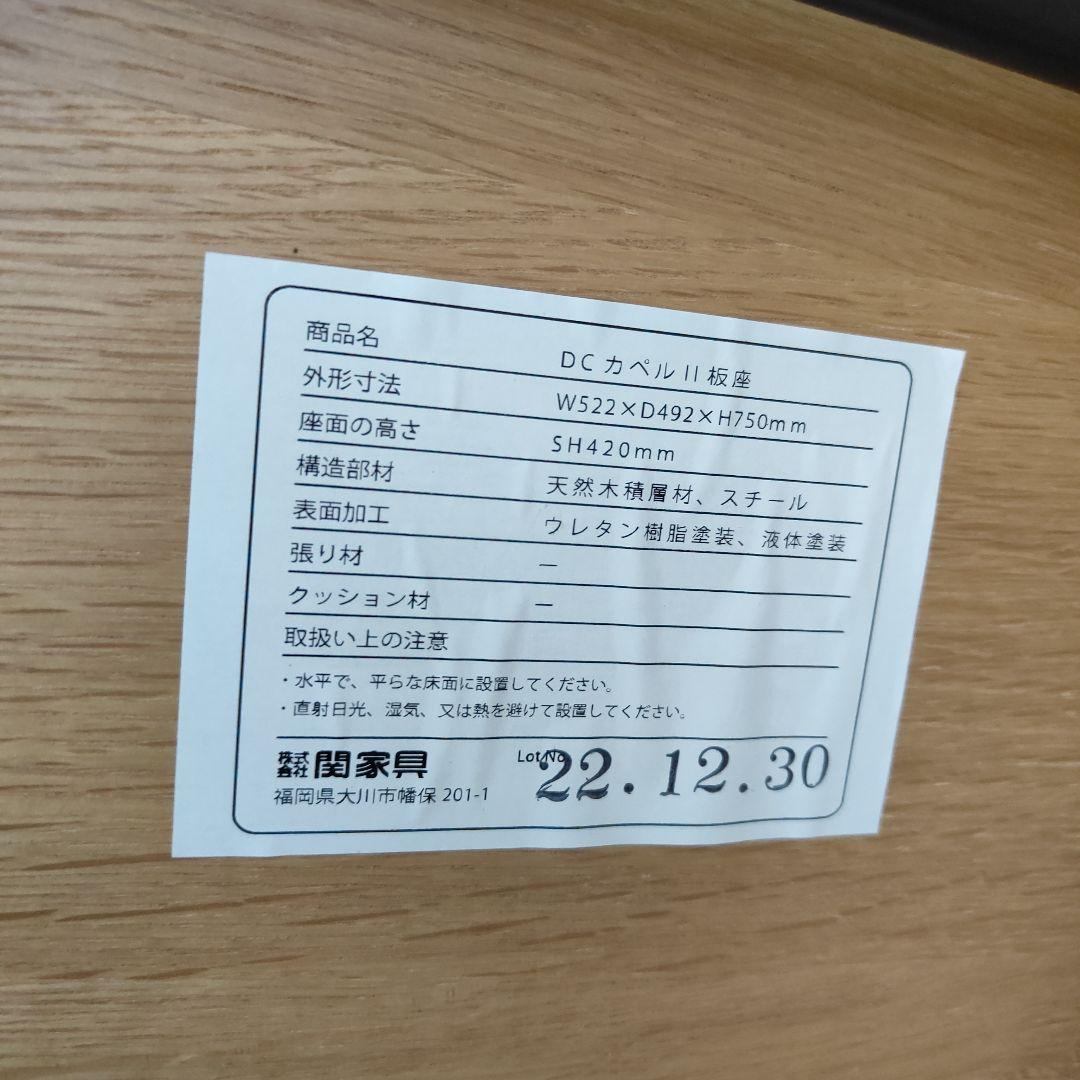 商品名 DCカペルII板座
外形寸法 W522×D492×H750mm
座面の高さ SH420mm
構造部材 天然木積層材、スチール
表面加工 ウレタン樹脂塗装、液体塗装
張り材 —
クッション材 —
取扱い上の注意
・水平で、平らな床面に設置してください。
・直射日光、湿気、又は熱を避けて設置してください。
株式会社 関家具 Lot No. 22.12.30
福岡県大川市幡保 201-1